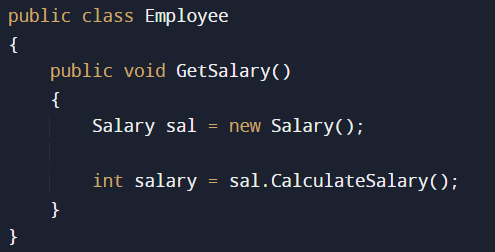 public class Employee
{
    public void GetSalary()
    {
        Salary sal = new Salary();

        int salary = sal.CalculateSalary();
    }
}